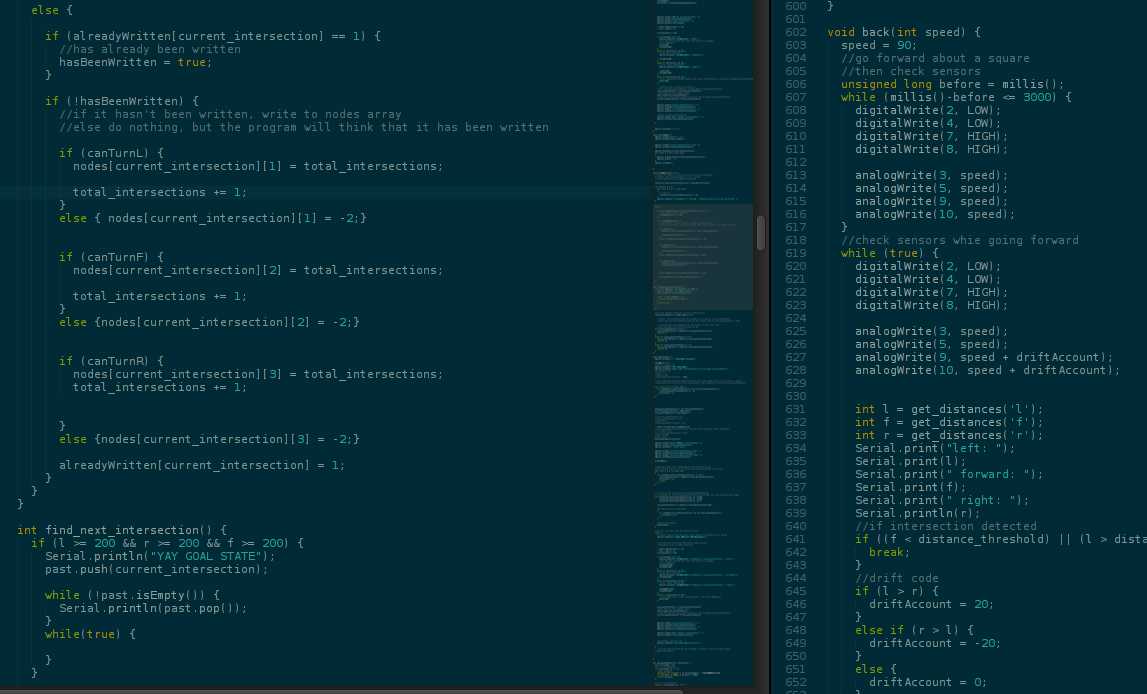 else {
if (alreadyWritten[current_intersection] == 1) {
//has already been written
hasBeenWritten = true;
}
if (!hasBeenWritten) {
//if it hasn't been written, write to nodes array
//else do nothing, but the program will think that it has been written
if (canTurnL) {
nodes[current_intersection][1] = total_intersections;
total_intersections += 1;
}
else { nodes[current_intersection][1] = -2;}
if (canTurnF) {
nodes[current_intersection][2] = total_intersections;
total_intersections += 1;
}
else {nodes[current_intersection][2] = -2;}
if (canTurnR) {
nodes[current_intersection][3] = total_intersections;
total_intersections += 1;
}
else {nodes[current_intersection][3] = -2;}
alreadyWritten[current_intersection] = 1;
}
}
}
int find_next_intersection() {
if (l >= 200 && r >= 200 && f >= 200) {
Serial.println("YAY GOAL STATE");
past.push(current_intersection);
while (!past.isEmpty()) {
Serial.println(past.pop());
}
while(true) {
}
}
600 }
601
602 void back(int speed) {
603 speed = 90;
604 //go forward about a square
605 //then check sensors
606 unsigned long before = millis();
607 while (millis()-before <= 3000) {
608 digitalWrite(2, LOW);
609 digitalWrite(4, LOW);
610 digitalWrite(7, HIGH);
611 digitalWrite(8, HIGH);
612
613 analogWrite(3, speed);
614 analogWrite(5, speed);
615 analogWrite(9, speed);
616 analogWrite(10, speed);
617 }
618 //check sensors whie going forward
619 while (true) {
620 digitalWrite(2, LOW);
621 digitalWrite(4, LOW);
622 digitalWrite(7, HIGH);
623 digitalWrite(8, HIGH);
624
625 analogWrite(3, speed);
626 analogWrite(5, speed);
627 analogWrite(9, speed + driftAccount);
628 analogWrite(10, speed + driftAccount);
629
630
631 int l = get_distances('l');
632 int f = get_distances('f');
633 int r = get_distances('r');
634 Serial.print("left: ");
635 Serial.print(l);
636 Serial.print(" forward: ");
637 Serial.print(f);
638 Serial.print(" right: ");
639 Serial.println(r);
640 //if intersection detected
641 if ((f < distance_threshold) || (l > dista
642 break;
643 }
644 //drift code
645 if (l > r) {
646 driftAccount = 20;
647 }
648 else if (r > l) {
649 driftAccount = -20;
650 }
651 else {
652 driftAccount = 0;